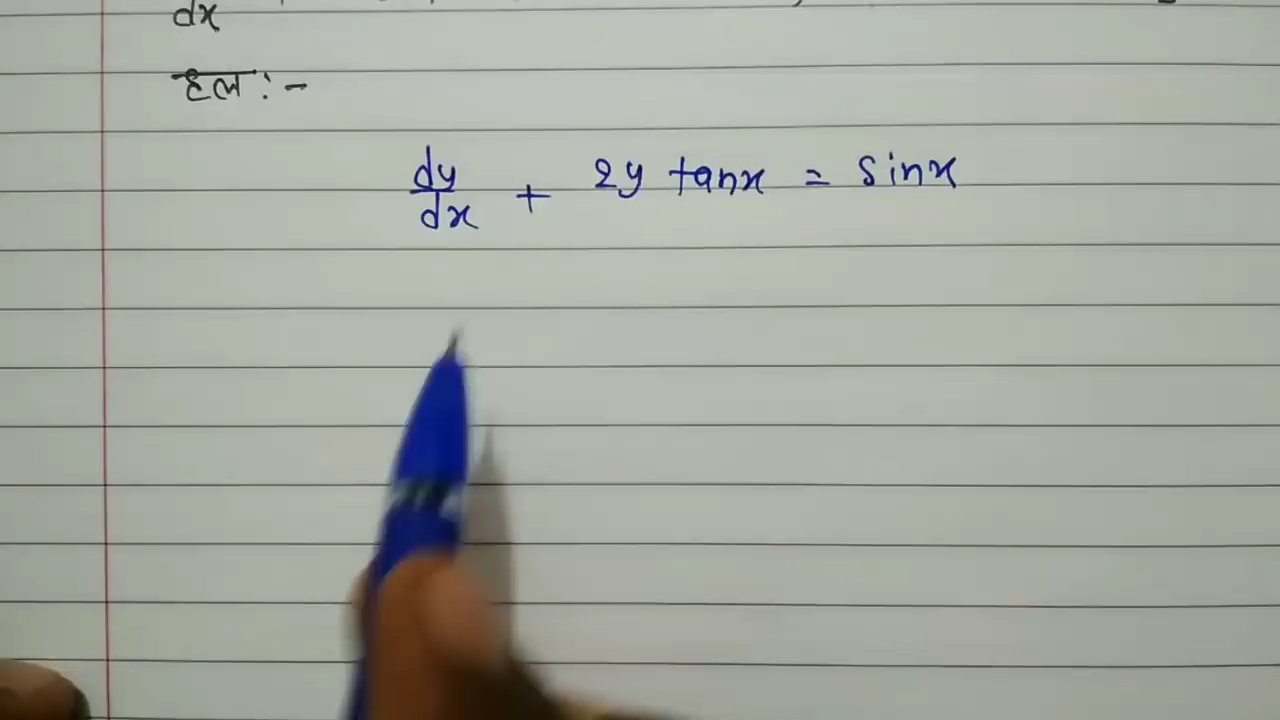 dx
हल :-
dy/dx + 2y tanx = sinx